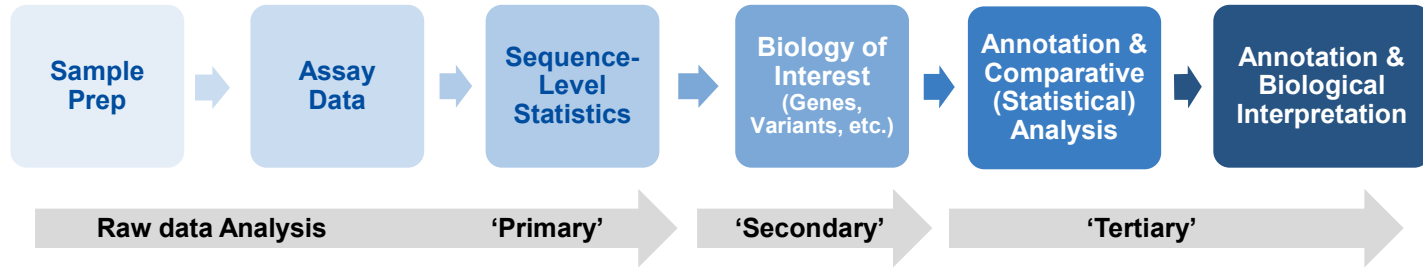 Sample
Prep
Assay
Data
Sequence-
Level
Statistics
Biology of
Interest
(Genes,
Variants, etc.)
Annotation &
Comparative
(Statistical)
Analysis
Annotation &
Biological
Interpretation
Raw data Analysis
‘Primary’
‘Secondary’
‘Tertiary’